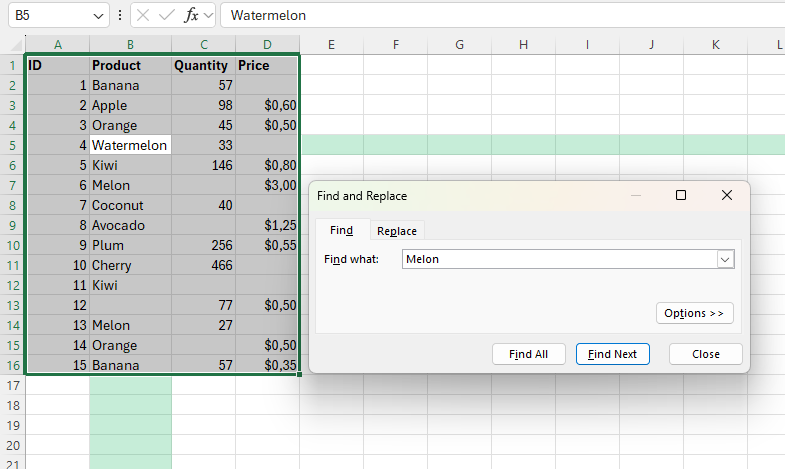 B5 fx Watermelon
A B C D E F G H I J K L
1 ID Product Quantity Price
2 1 Banana 57
3 2 Apple 98 $0,60
4 3 Orange 45 $0,50
5 4 Watermelon 33
6 5 Kiwi 146 $0,80
7 6 Melon $3,00
8 7 Coconut 40
9 8 Avocado $1,25
10 9 Plum 256 $0,55
11 10 Cherry 466
12 11 Kiwi
13 12 77 $0,50
14 13 Melon 27
15 14 Orange $0,50
16 15 Banana 57 $0,35
17
18
19
20
21
Find and Replace
Find Replace
Find what: Melon
Options >>
Find All Find Next Close